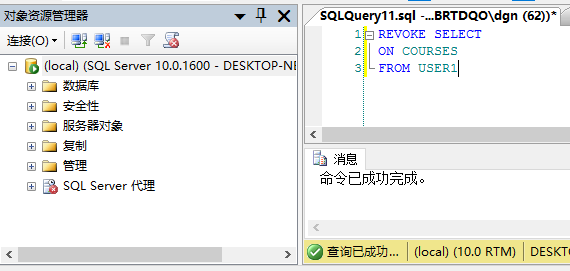 对象资源管理器
连接(O)
(local) (SQL Server 10.0.1600 - DESKTOP-NE
数据库
安全性
服务器对象
复制
管理
SQL Server 代理
SQLQuery11.sql -...BRTDQO\dgn (62))*
1 REVOKE SELECT
2 ON COURSES
3 FROM USER1
消息
命令已成功完成。
查询已成功... (local) (10.0 RTM) DESKT